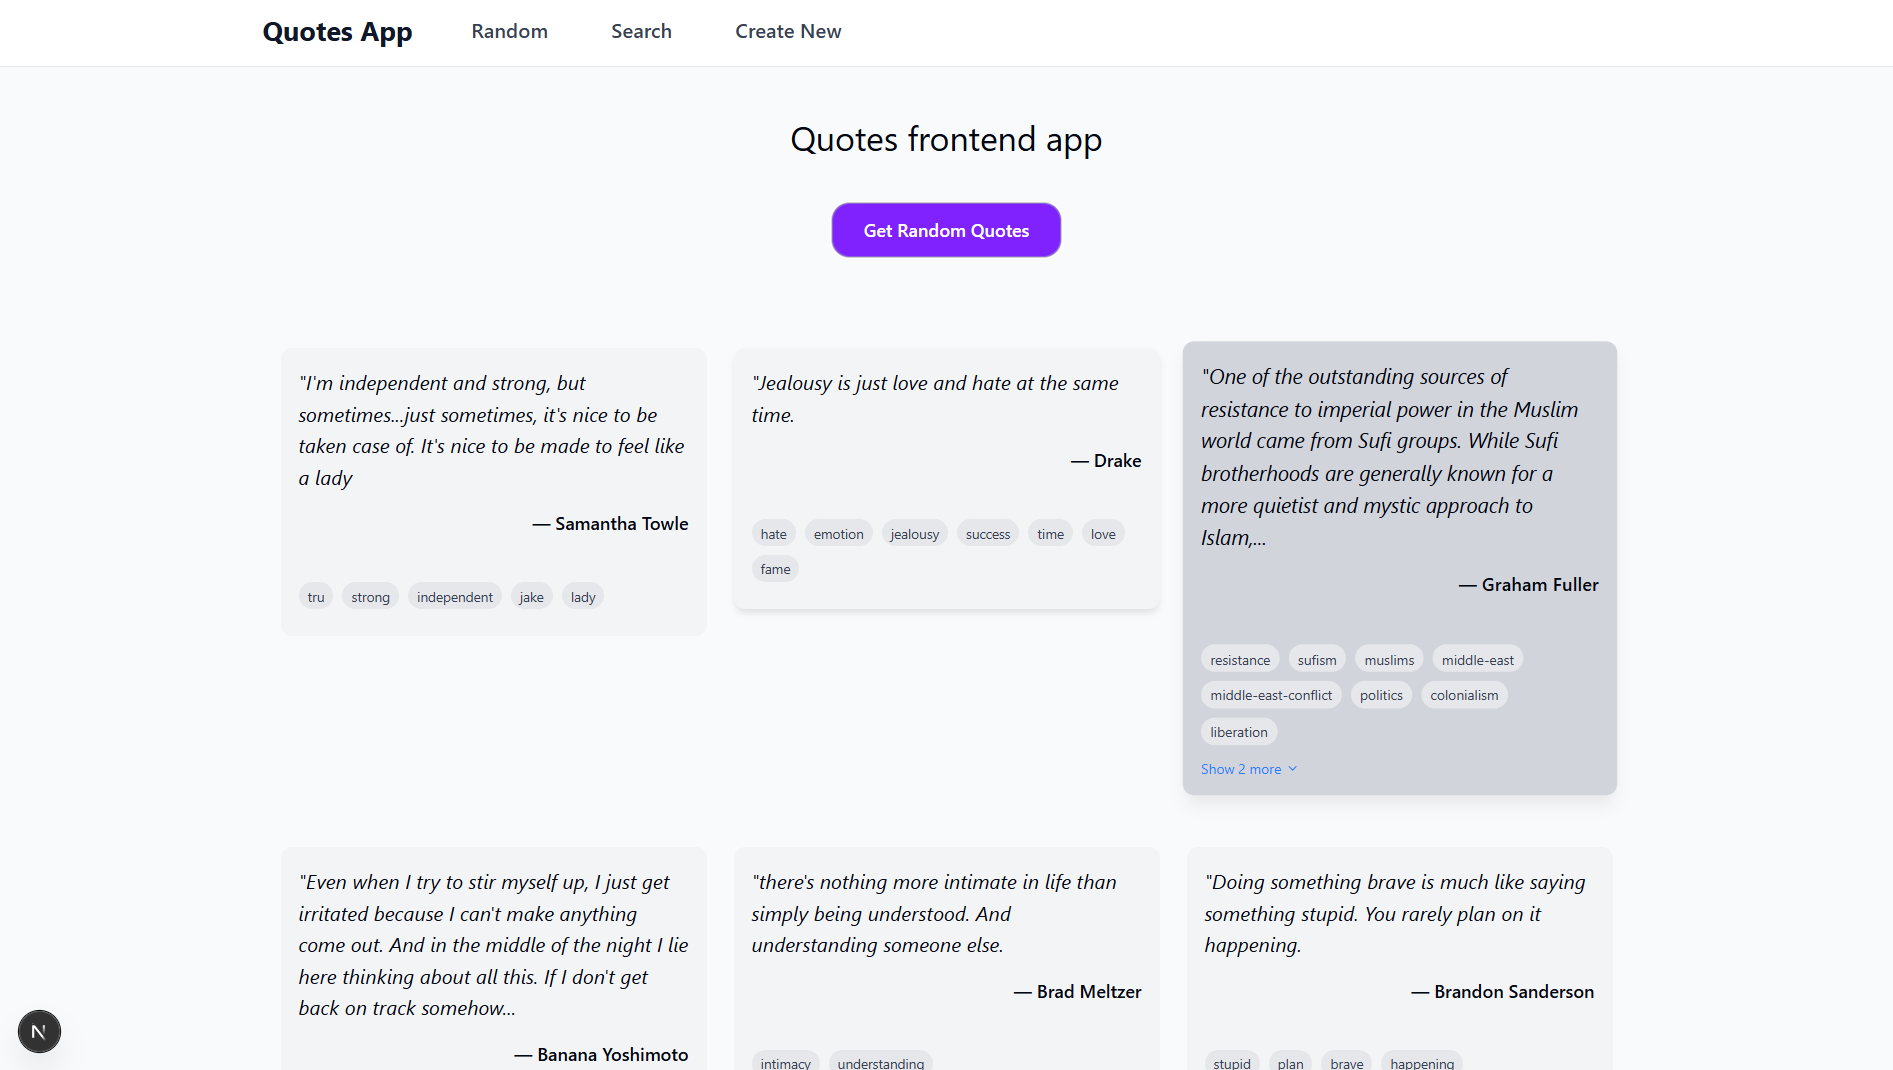 Quotes App Random Search Create New
Quotes frontend app
Get Random Quotes
"I'm independent and strong, but
sometimes...just sometimes, it's nice to be
taken case of. It's nice to be made to feel like
a lady
— Samantha Towle
tru strong independent jake lady
"Jealousy is just love and hate at the same
time.
— Drake
hate emotion jealousy success time love
fame
"One of the outstanding sources of
resistance to imperial power in the Muslim
world came from Sufi groups. While Sufi
brotherhoods are generally known for a
more quietist and mystic approach to
Islam,...
— Graham Fuller
resistance sufism muslims middle-east
middle-east-conflict politics colonialism
liberation
Show 2 more
"Even when I try to stir myself up, I just get
irritated because I can't make anything
come out. And in the middle of the night I lie
here thinking about all this. If I don't get
back on track somehow...
— Banana Yoshimoto
"there's nothing more intimate in life than
simply being understood. And
understanding someone else.
— Brad Meltzer
intimacy understanding
"Doing something brave is much like saying
something stupid. You rarely plan on it
happening.
— Brandon Sanderson
stupid plan brave happening
N